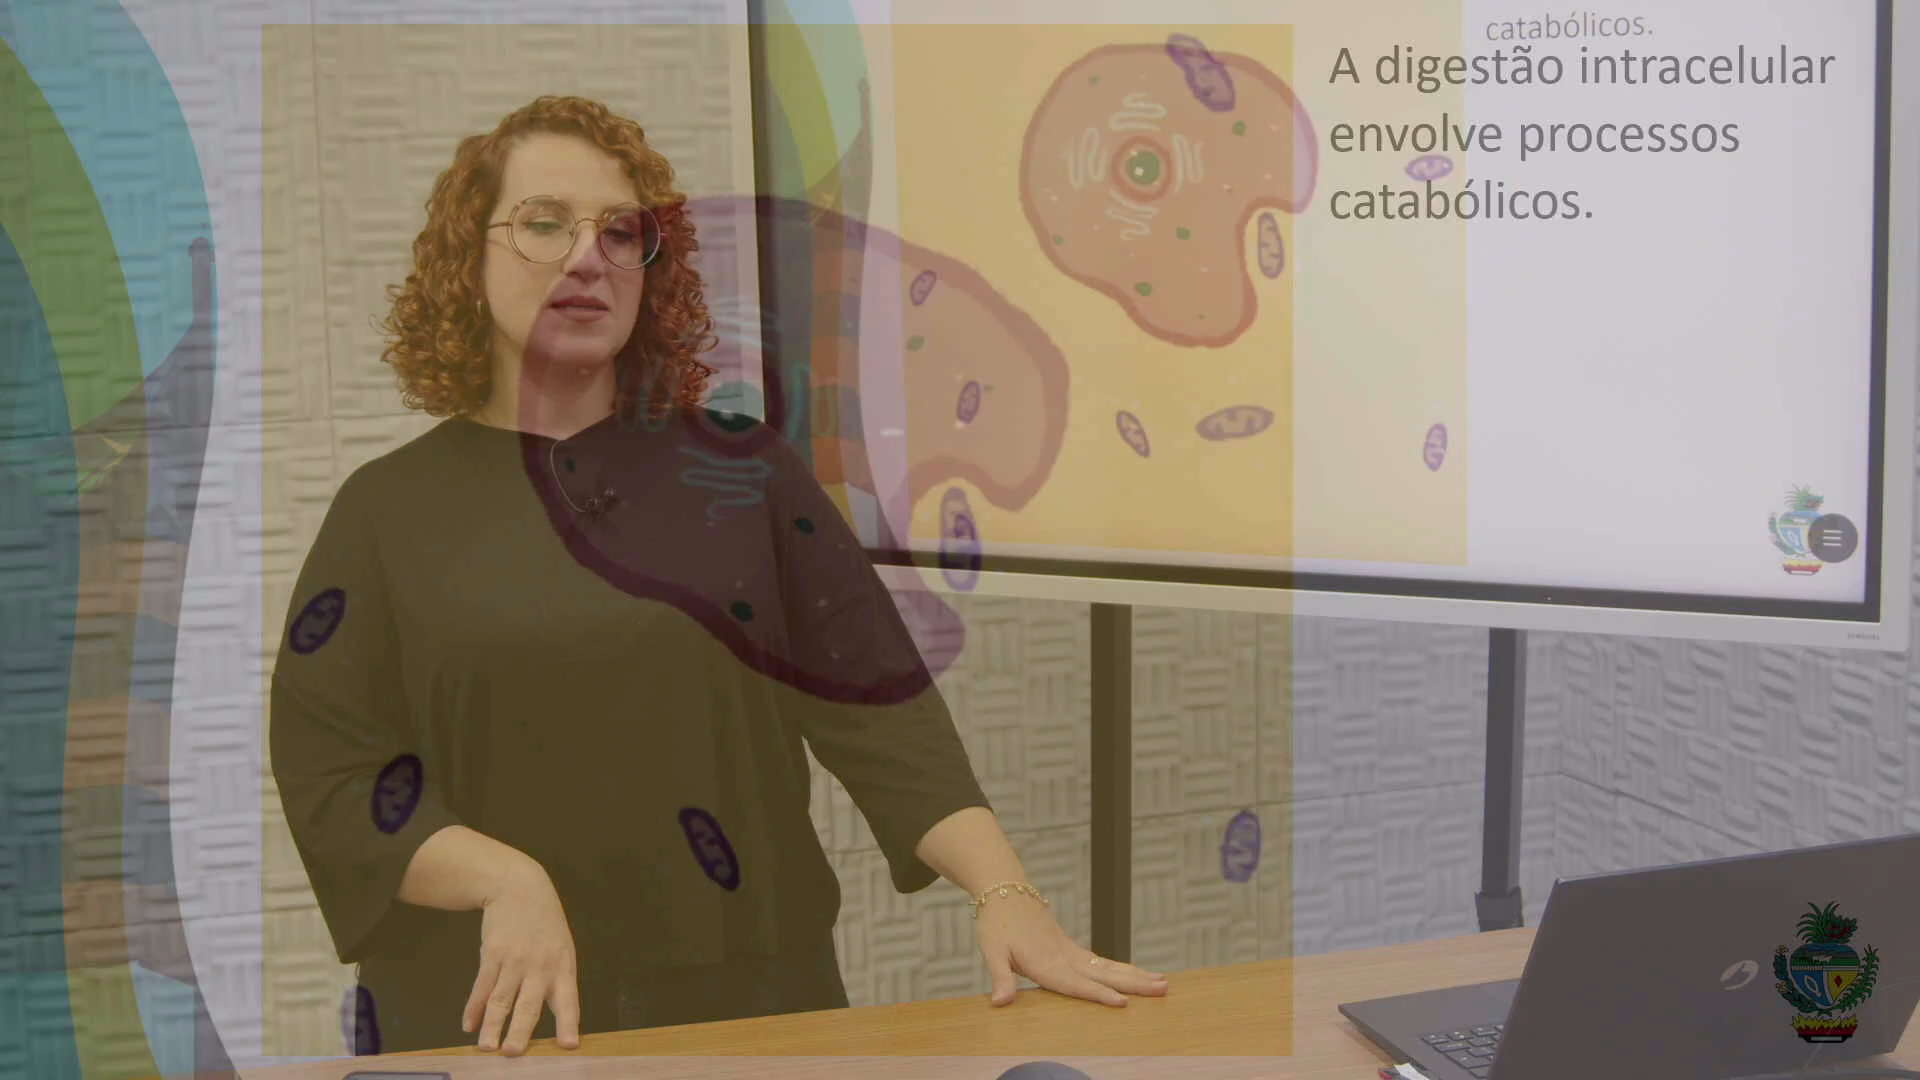 catabólicos.
A digestão intracelular
envolve processos
catabólicos.